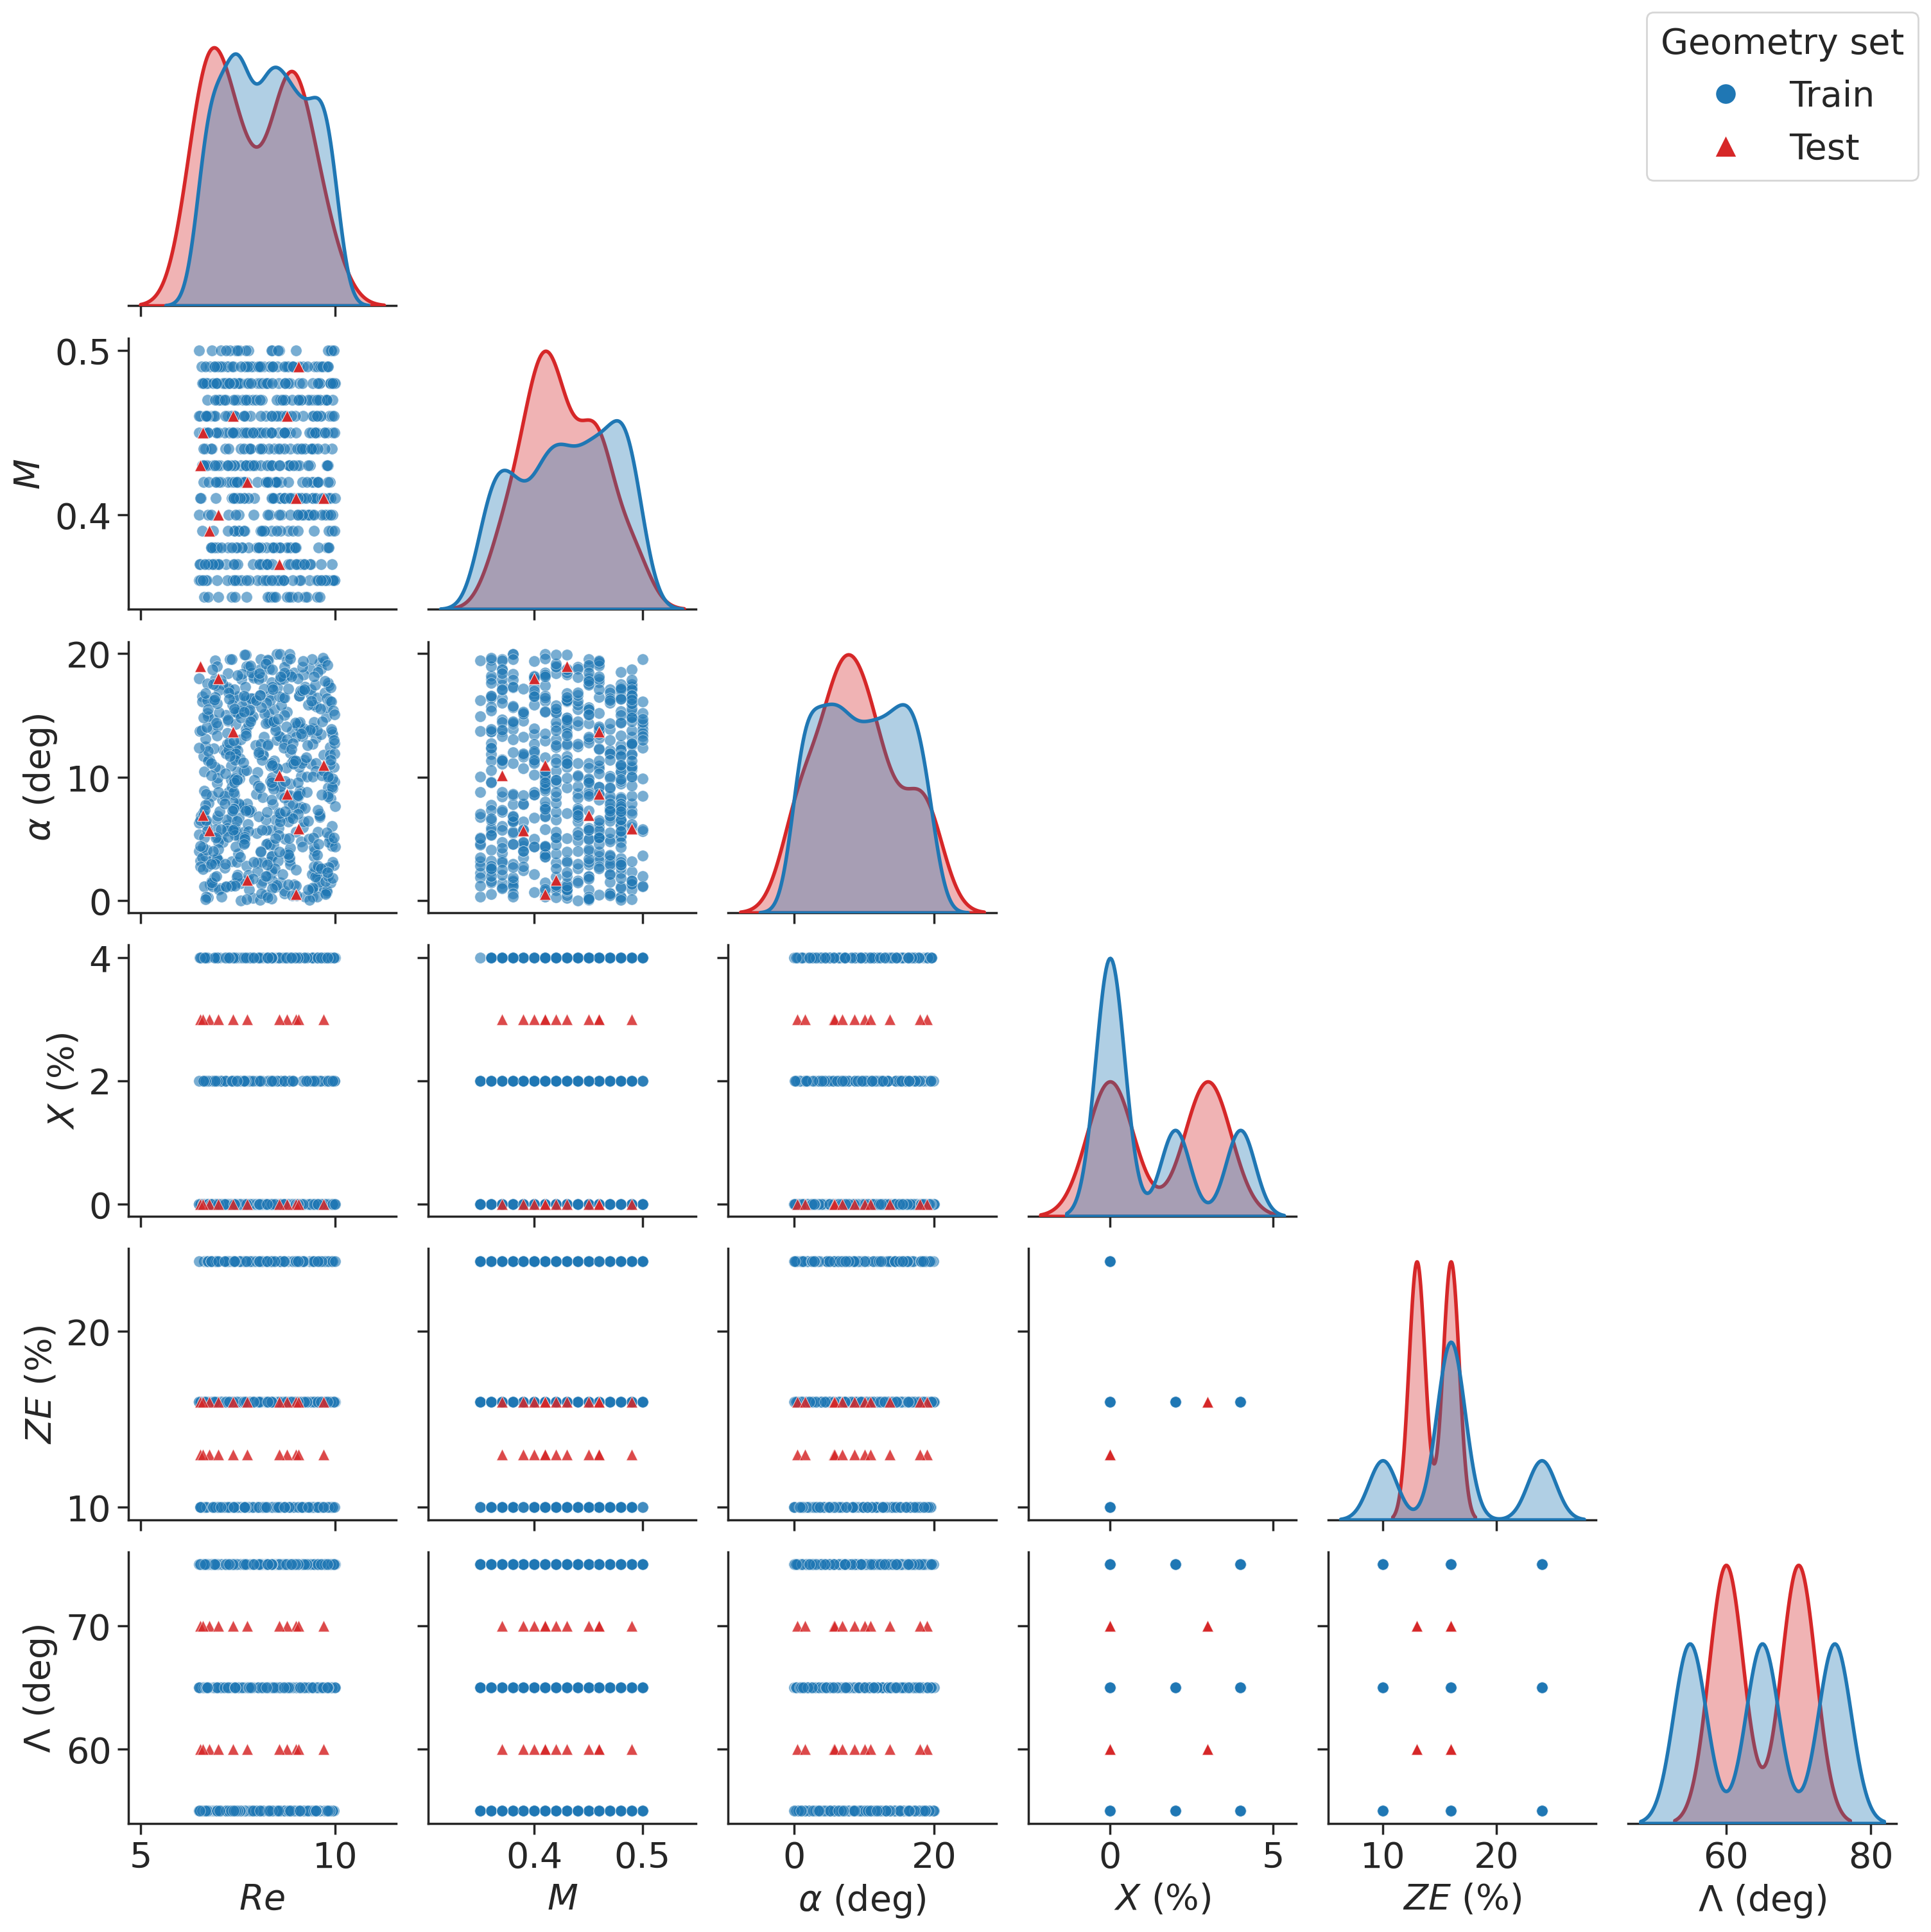 Geometry set
Train
Test
0.5
0.4
M
20
10
0
α (deg)
4
2
0
X (%)
20
10
ZE (%)
70
60
Λ (deg)
5 10 0.4 0.5 0 20 0 5 10 20 60 80
Re M α (deg) X (%) ZE (%) Λ (deg)